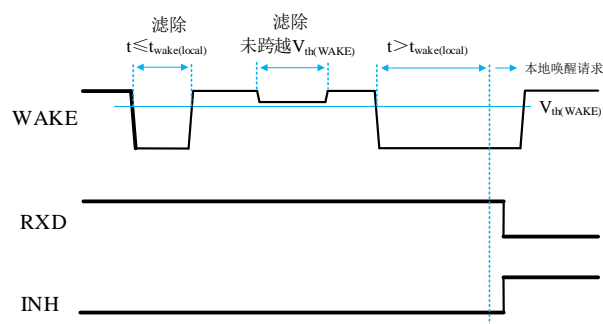 滤除
t≤twake(local)
滤除
未跨越Vth(WAKE)
t>twake(local)
本地唤醒请求
WAKE
Vth(WAKE)
RXD
INH